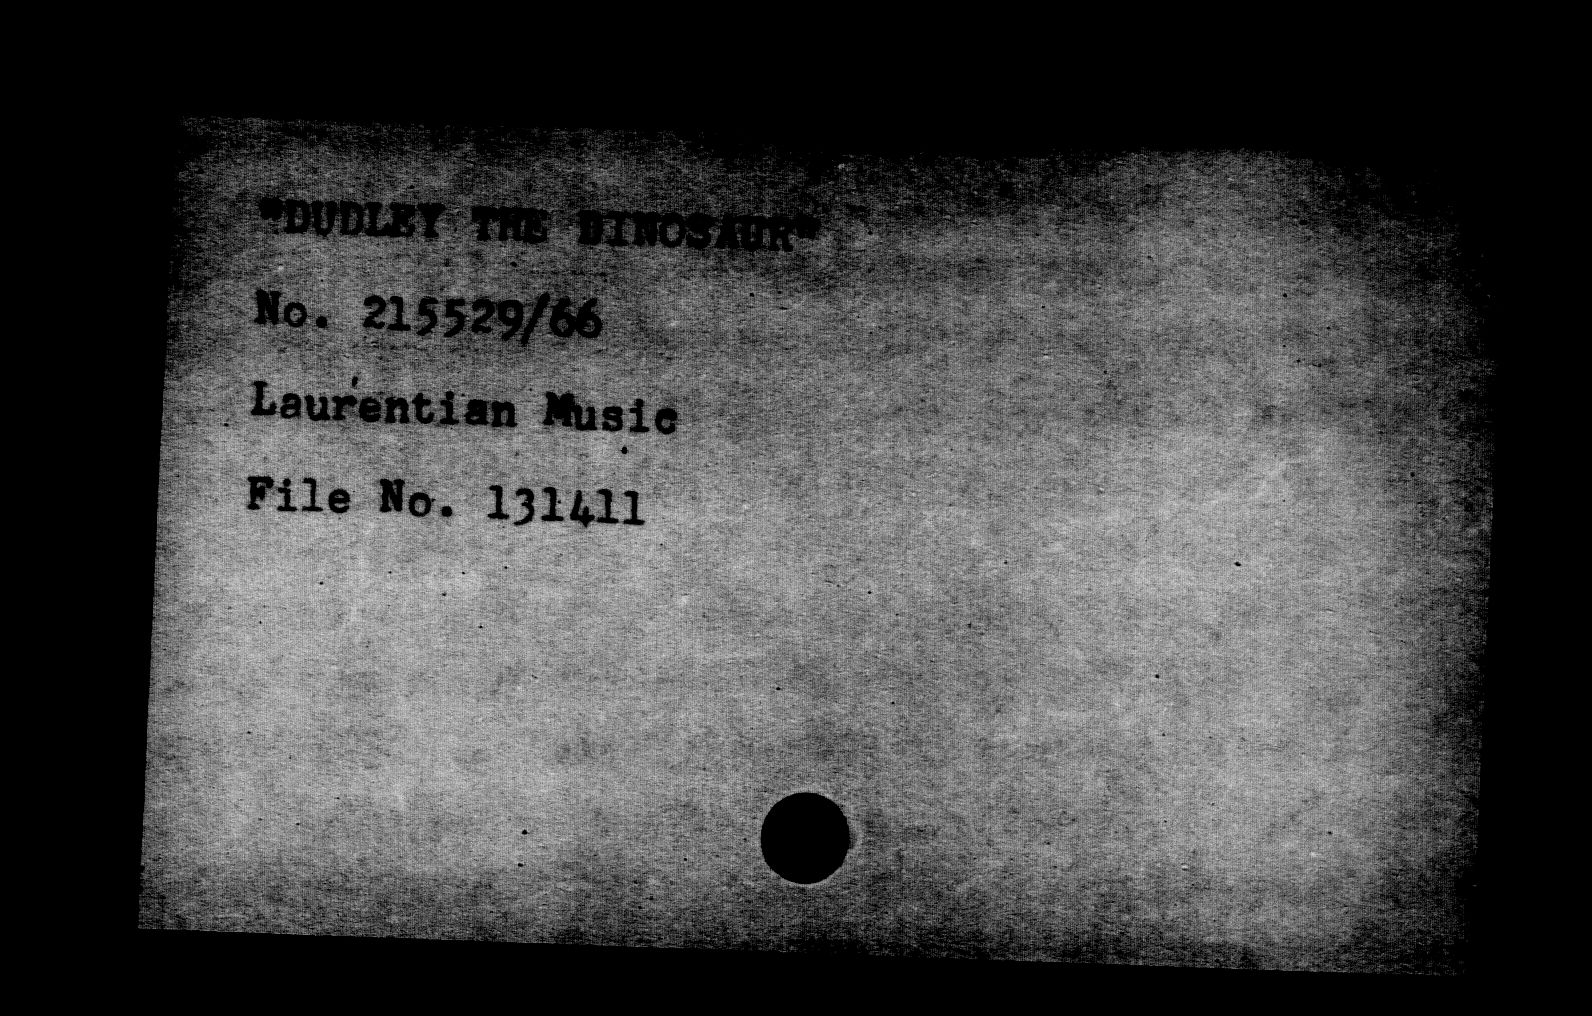 "DUDLEY THE DINOSAUR"
No. 215529/66
Laurentian Music
File No. 131411